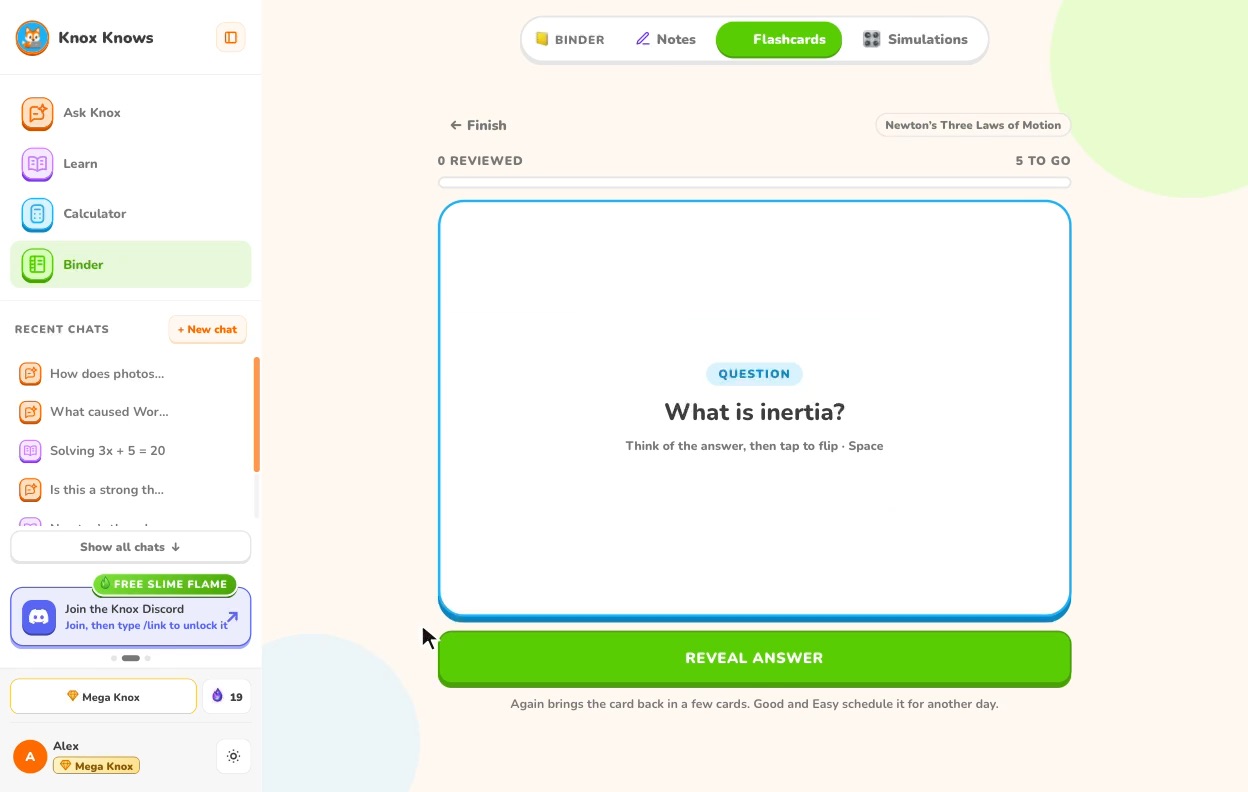 Knox Knows
BINDER
Notes
Flashcards
Simulations
Ask Knox
Learn
Calculator
Binder
RECENT CHATS
+ New chat
How does photos...
What caused Wor...
Solving 3x + 5 = 20
Is this a strong th...
Show all chats ↓
FREE SLIME FLAME
Join the Knox Discord
Join, then type /link to unlock it
Mega Knox
19
A
Alex
Mega Knox
← Finish
Newton's Three Laws of Motion
0 REVIEWED
5 TO GO
QUESTION
What is inertia?
Think of the answer, then tap to flip · Space
REVEAL ANSWER
Again brings the card back in a few cards. Good and Easy schedule it for another day.